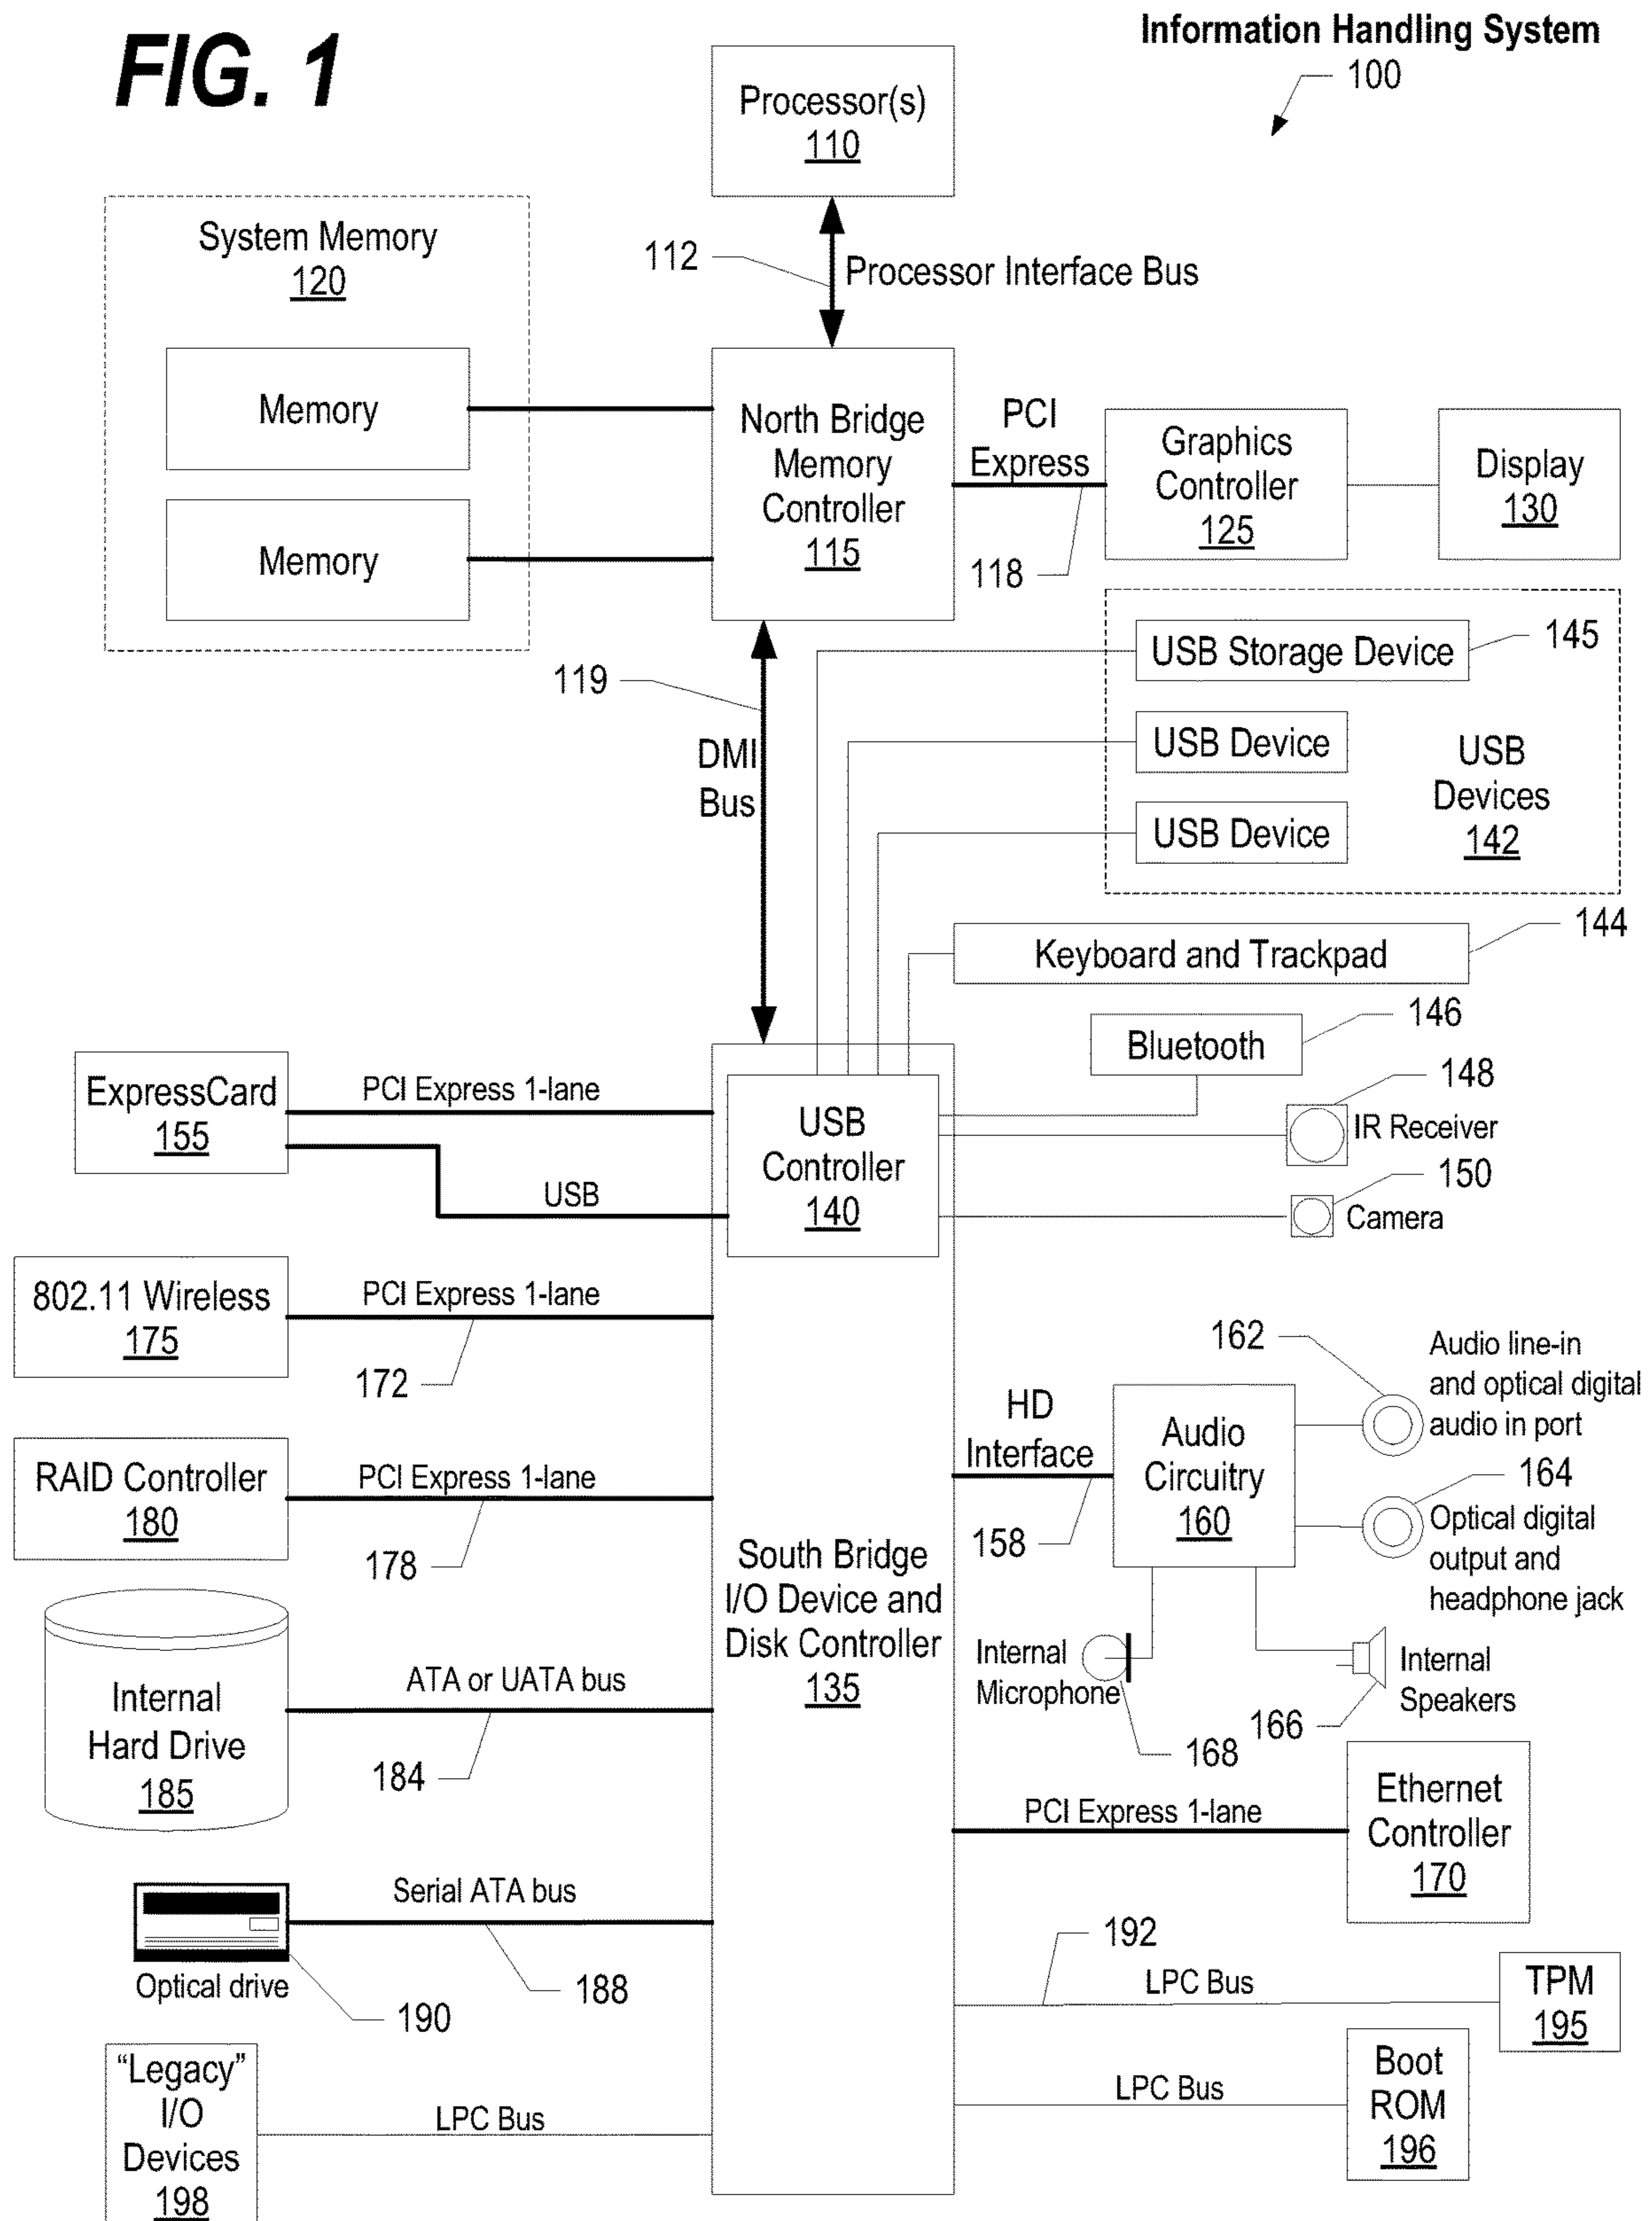 FIG. 1
Information Handling System
100
Processor(s)
110
112
Processor Interface Bus
System Memory
120
Memory
Memory
North Bridge
Memory
Controller
115
PCI
Express
118
Graphics
Controller
125
Display
130
119
DMI
Bus
USB Storage Device
145
USB Device
USB Device
USB
Devices
142
144
Keyboard and Trackpad
146
Bluetooth
148
IR Receiver
150
Camera
ExpressCard
155
PCI Express 1-lane
USB
USB
Controller
140
802.11 Wireless
175
PCI Express 1-lane
172
RAID Controller
180
PCI Express 1-lane
178
HD
Interface
158
Audio
Circuitry
160
162
Audio line-in
and optical digital
audio in port
164
Optical digital
output and
headphone jack
Internal
Microphone
168
Internal
Speakers
166
South Bridge
I/O Device and
Disk Controller
135
Internal
Hard Drive
185
ATA or UATA bus
184
PCI Express 1-lane
Ethernet
Controller
170
Serial ATA bus
188
Optical drive
190
192
LPC Bus
TPM
195
"Legacy"
I/O
Devices
198
LPC Bus
LPC Bus
Boot
ROM
196